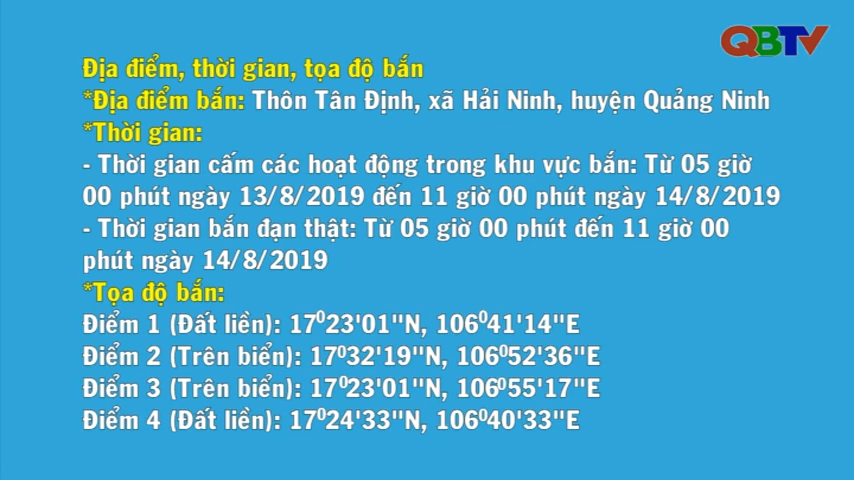 QBTV
Địa điểm, thời gian, tọa độ bắn
*Địa điểm bắn: Thôn Tân Định, xã Hải Ninh, huyện Quảng Ninh
*Thời gian:
- Thời gian cấm các hoạt động trong khu vực bắn: Từ 05 giờ
00 phút ngày 13/8/2019 đến 11 giờ 00 phút ngày 14/8/2019
- Thời gian bắn đạn thật: Từ 05 giờ 00 phút đến 11 giờ 00
phút ngày 14/8/2019
*Tọa độ bắn:
Điểm 1 (Đất liền): 17⁰23'01"N, 106⁰41'14"E
Điểm 2 (Trên biển): 17⁰32'19"N, 106⁰52'36"E
Điểm 3 (Trên biển): 17⁰23'01"N, 106⁰55'17"E
Điểm 4 (Đất liền): 17⁰24'33"N, 106⁰40'33"E